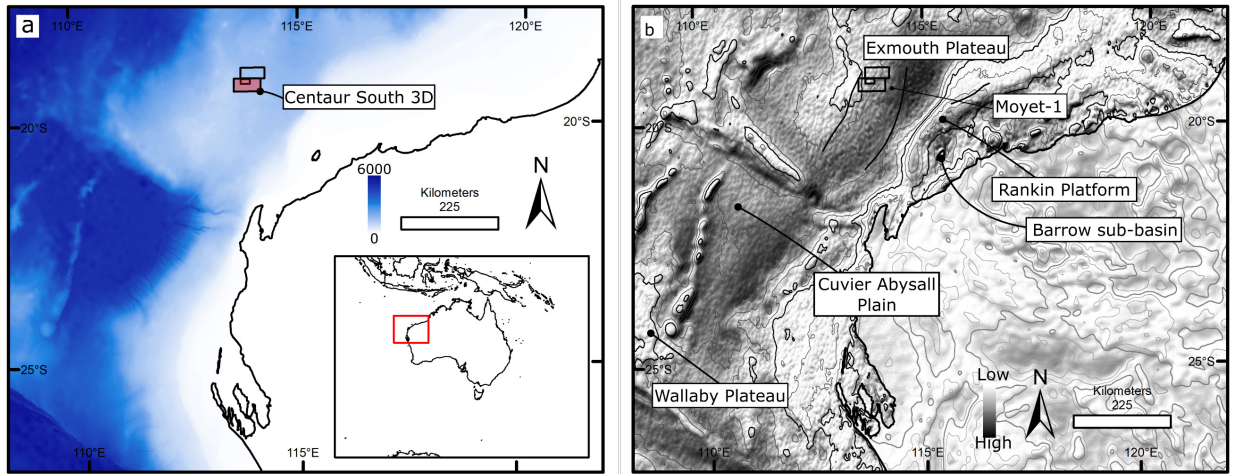 a
110°E
115°E
120°E
Centaur South 3D
20°S
20°S
6000
0
Kilometers
225
N
25°S
110°E
115°E
b
110°E
115°E
120°E
Exmouth Plateau
Moyet-1
20°S
20°S
Rankin Platform
Barrow sub-basin
Cuvier Abysall
Plain
25°S
25°S
Wallaby Plateau
Low
High
N
Kilometers
225
110°E
115°E
120°E